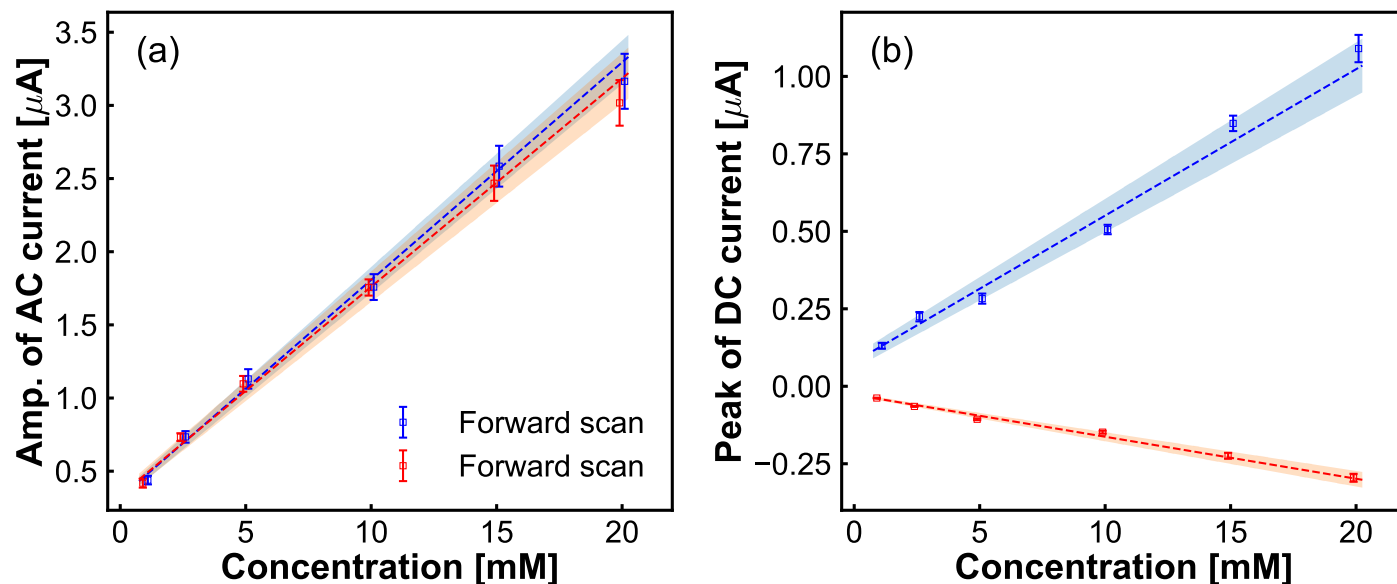 (a)
Amp. of AC current [μA]
3.5
3.0
2.5
2.0
1.5
1.0
0.5
Forward scan
Forward scan
0 5 10 15 20
Concentration [mM]
(b)
Peak of DC current [μA]
1.00
0.75
0.50
0.25
0.00
−0.25
0 5 10 15 20
Concentration [mM]